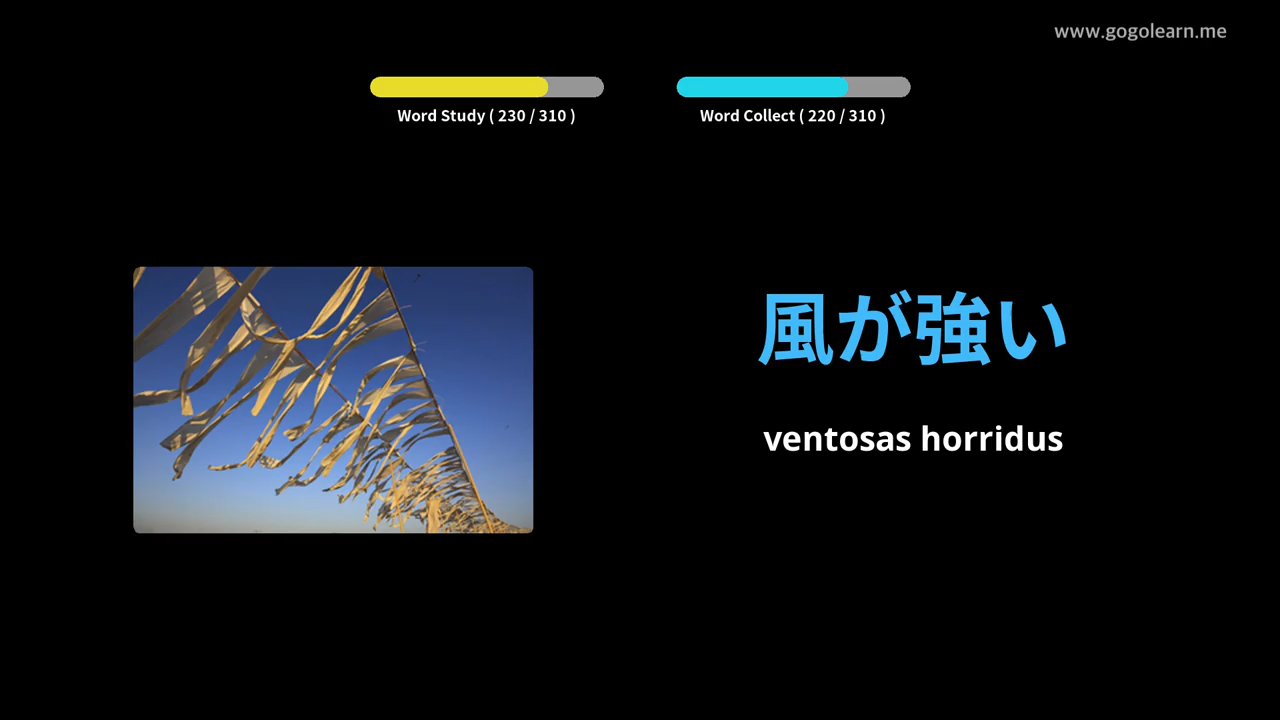 www.gogolearn.me
Word Study ( 230 / 310 )
Word Collect ( 220 / 310 )
風が強い
ventosas horridus